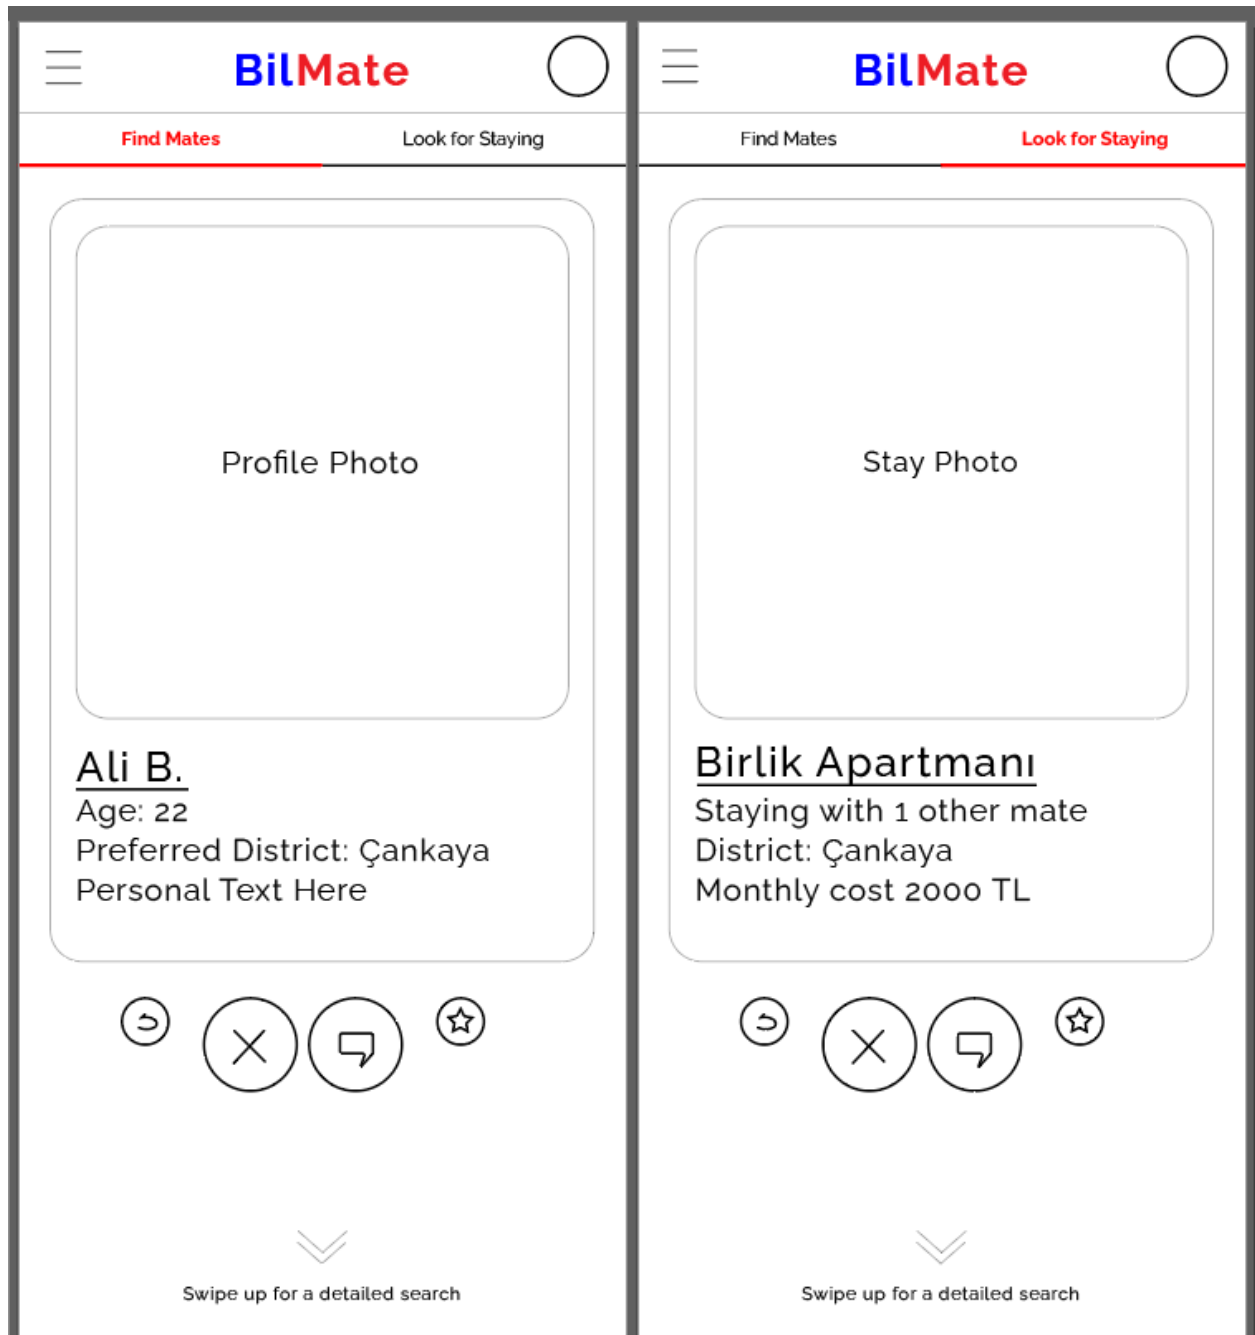 BilMate
Find Mates
Look for Staying
Profile Photo
Ali B.
Age: 22
Preferred District: Çankaya
Personal Text Here
Swipe up for a detailed search
BilMate
Find Mates
Look for Staying
Stay Photo
Birlik Apartmanı
Staying with 1 other mate
District: Çankaya
Monthly cost 2000 TL
Swipe up for a detailed search